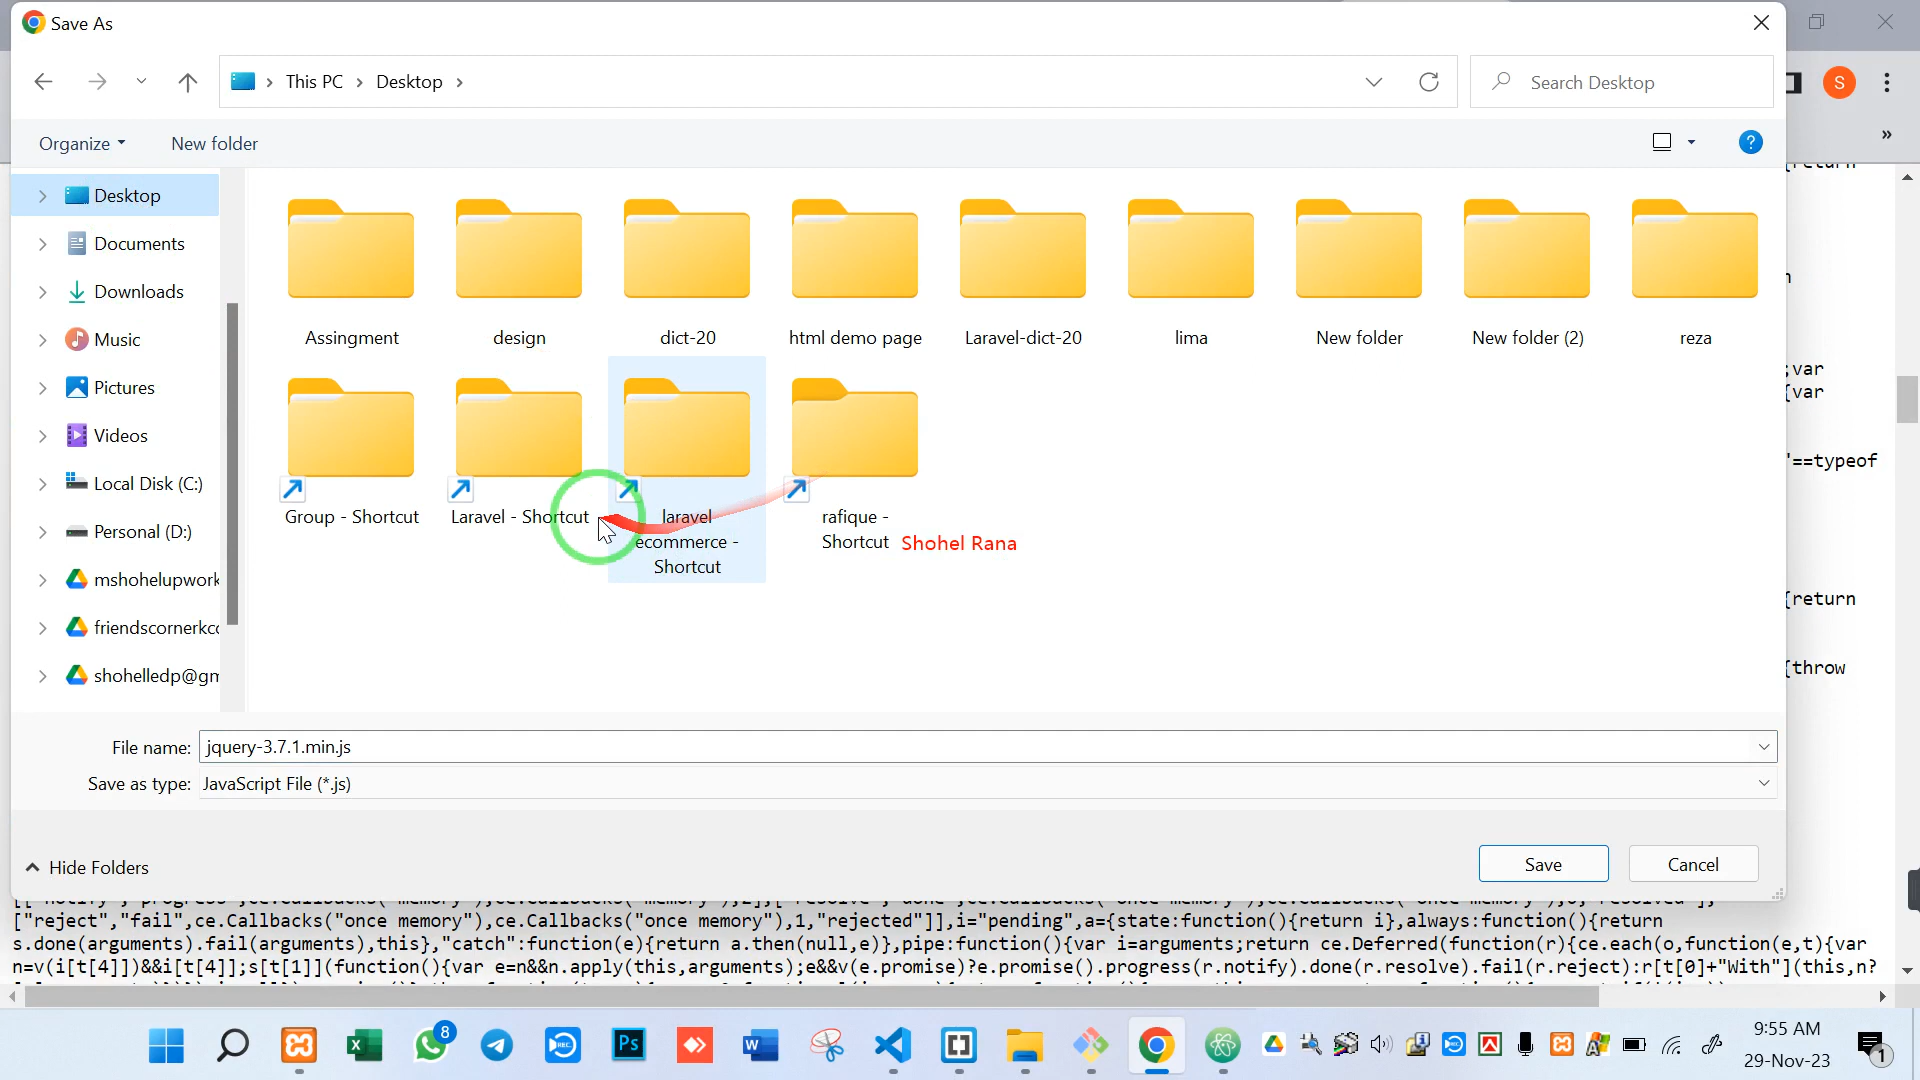 Save As
This PC
Desktop
Search Desktop
S
Organize
New folder
?
»
Desktop
Documents
Downloads
Music
Pictures
Videos
Local Disk (C:)
Personal (D:)
mshohelupwork
friendscornerkc
shohelledp@gm
Assingment
design
dict-20
html demo page
Laravel-dict-20
lima
New folder
New folder (2)
reza
Group - Shortcut
Laravel - Shortcut
laravel
ecommerce -
Shortcut
rafique -
Shortcut
Shohel Rana
;var
{var
'==typeof
{return
{throw
File name:
jquery-3.7.1.min.js
Save as type:
JavaScript File (*.js)
Hide Folders
Save
Cancel
["reject","fail",ce.Callbacks("once memory"),ce.Callbacks("once memory"),1,"rejected"]],i="pending",a={state:function(){return i},always:function(){return
s.done(arguments).fail(arguments),this},"catch":function(e){return a.then(null,e)},pipe:function(){var i=arguments;return ce.Deferred(function(r){ce.each(o,function(e,t){var
n=v(i[t[4]])&&i[t[4]];s[t[1]](function(){var e=n&&n.apply(this,arguments);e&&v(e.promise)?e.promise().progress(r.notify).done(r.resolve).fail(r.reject):r[t[0]+"With"](this,n?
8
REC
Ps
9:55 AM
29-Nov-23
1